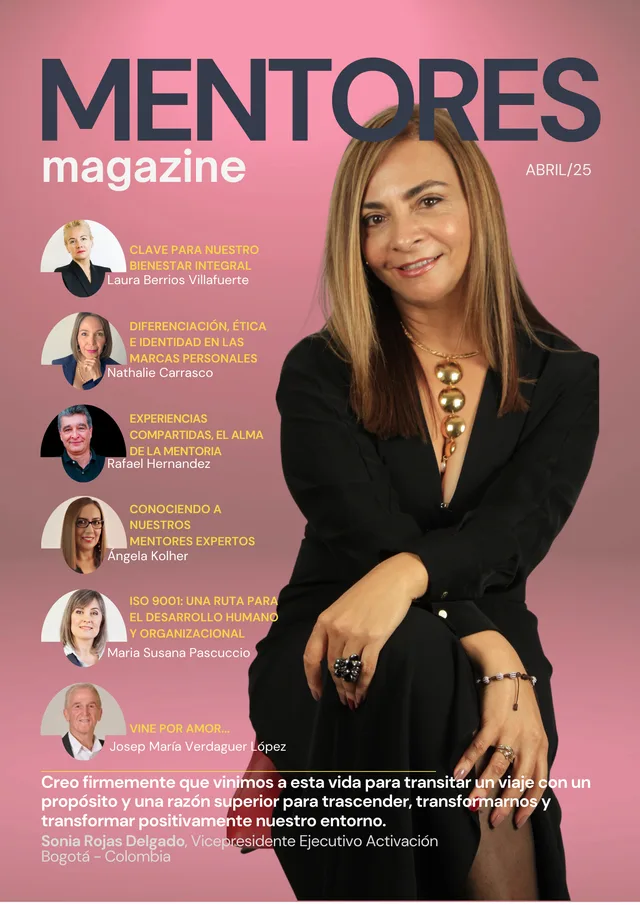 MENTORES
magazine
ABRIL/25
CLAVE PARA NUESTRO
BIENESTAR INTEGRAL
Laura Berrios Villafuerte
DIFERENCIACIÓN, ÉTICA
E IDENTIDAD EN LAS
MARCAS PERSONALES
Nathalie Carrasco
EXPERIENCIAS
COMPARTIDAS, EL ALMA
DE LA MENTORIA
Rafael Hernandez
CONOCIENDO A
NUESTROS
MENTORES EXPERTOS
Ángela Kolher
ISO 9001: UNA RUTA PARA
EL DESARROLLO HUMANO
Y ORGANIZACIONAL
Maria Susana Pascuccio
VINE POR AMOR...
Josep María Verdaguer López
Creo firmemente que vinimos a esta vida para transitar un viaje con un
propósito y una razón superior para trascender, transformarnos y
transformar positivamente nuestro entorno.
Sonia Rojas Delgado, Vicepresidente Ejecutivo Activación
Bogotá - Colombia